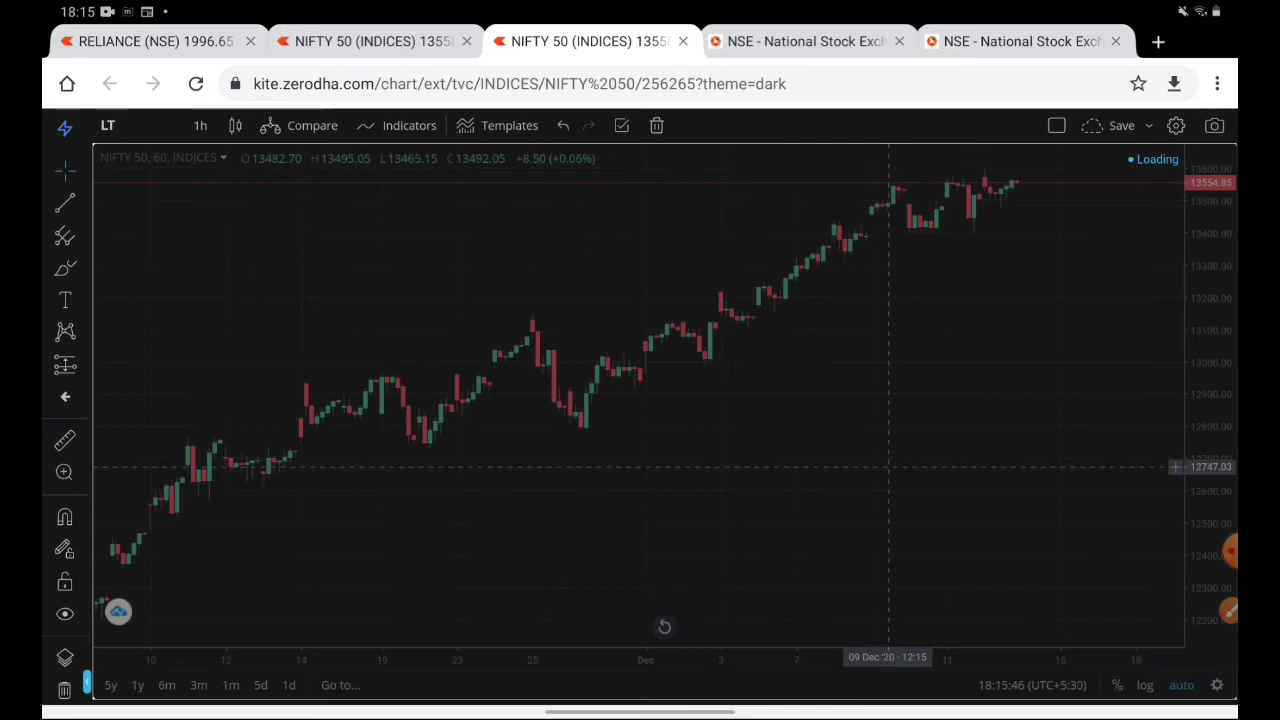 18:15
RELIANCE (NSE) 1996.65
NIFTY 50 (INDICES) 1355
NIFTY 50 (INDICES) 1355
NSE - National Stock Exch
NSE - National Stock Exch
kite.zerodha.com/chart/ext/tvc/INDICES/NIFTY%2050/256265?theme=dark
LT 1h Compare Indicators Templates Save
NIFTY 50, 60, INDICES O13482.70 H13495.05 L13465.15 C13492.05 +8.50 (+0.06%)
Loading
13600.00
13554.85
13500.00
13400.00
13300.00
13200.00
13100.00
13000.00
12900.00
12800.00
12747.03
12600.00
12500.00
12400.00
12300.00
12200.00
10 12 14 19 23 25 Dec 3 7 09 Dec '20 - 12:15 11 16 18
5y 1y 6m 3m 1m 5d 1d Go to... 18:15:46 (UTC+5:30) % log auto